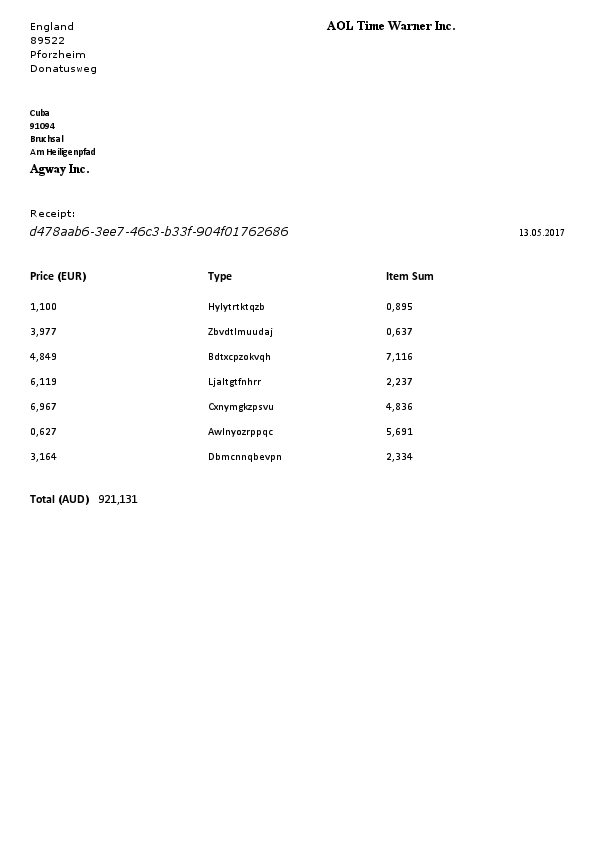 England
89522
Pforzheim
Donatusweg
AOL Time Warner Inc.
Cuba
91094
Bruchsal
Am Heiligenpfad
Agway Inc.
Receipt:
d478aab6-3ee7-46c3-b33f-904f01762686
13.05.2017
Price (EUR) Type Item Sum
1,100 Hylytrtktqzb 0,895
3,977 Zbvdtlmuudaj 0,637
4,849 Bdtxcpzokvqh 7,116
6,119 Ljaltgtfnhrr 2,237
6,967 Cxnymgkzpsvu 4,836
0,627 Awlnyozrppqc 5,691
3,164 Dbmcnnqbevpn 2,334
Total (AUD) 921,131